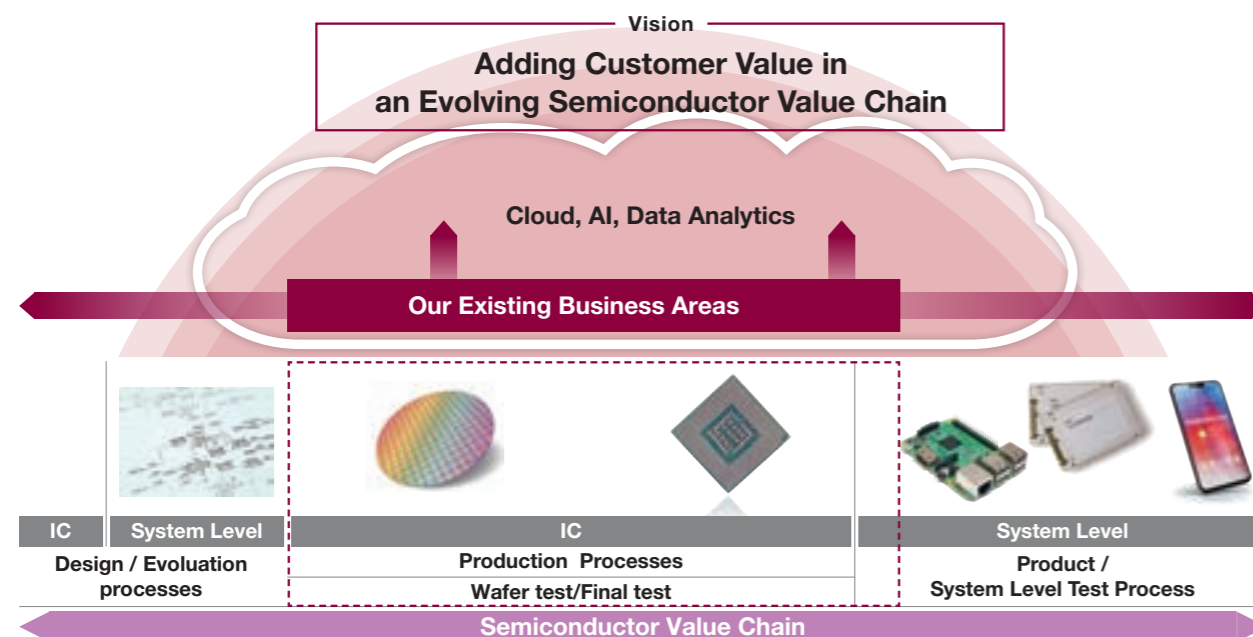 Vision
Adding Customer Value in
an Evolving Semiconductor Value Chain
Cloud, AI, Data Analytics
Our Existing Business Areas
IC
System Level
IC
System Level
Design / Evoluation
processes
Production Processes
Wafer test/Final test
Product /
System Level Test Process
Semiconductor Value Chain